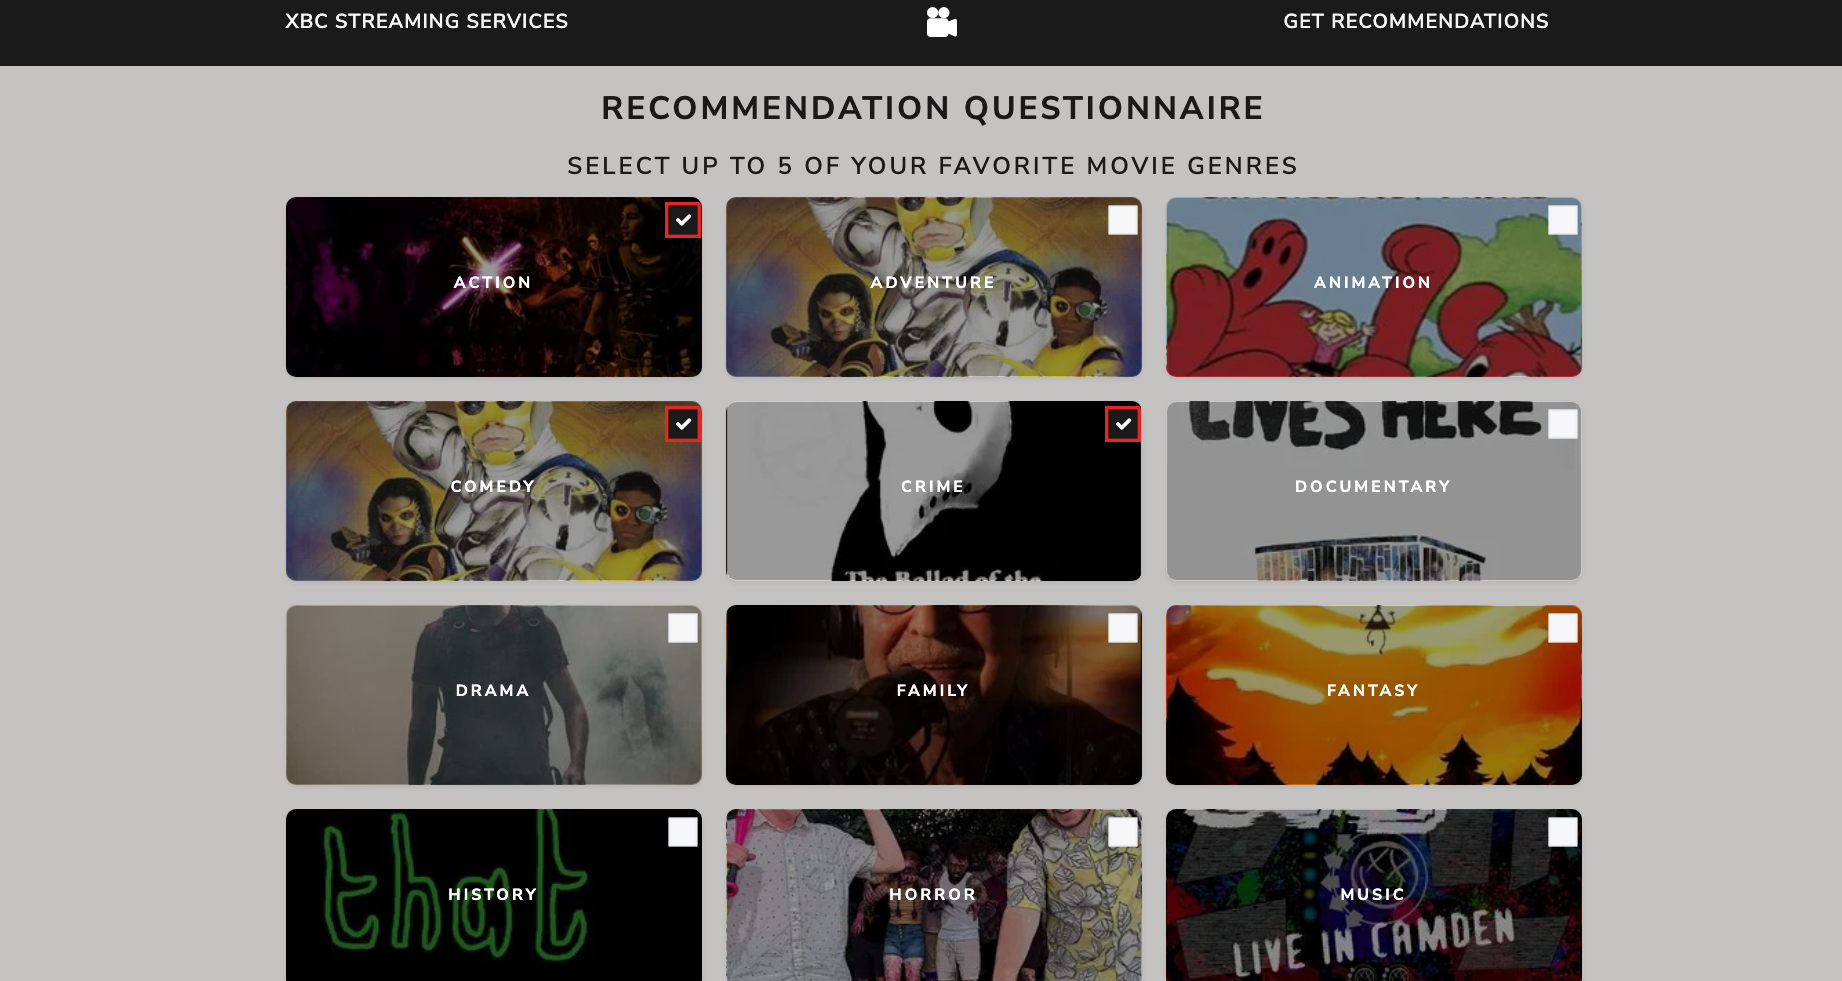 XBC STREAMING SERVICES
GET RECOMMENDATIONS
RECOMMENDATION QUESTIONNAIRE
SELECT UP TO 5 OF YOUR FAVORITE MOVIE GENRES
ACTION
ADVENTURE
ANIMATION
COMEDY
CRIME
The Ballad of the
LIVES HERE
DOCUMENTARY
DRAMA
FAMILY
FANTASY
that
HISTORY
HORROR
MUSIC
LIVE IN CAMDEN